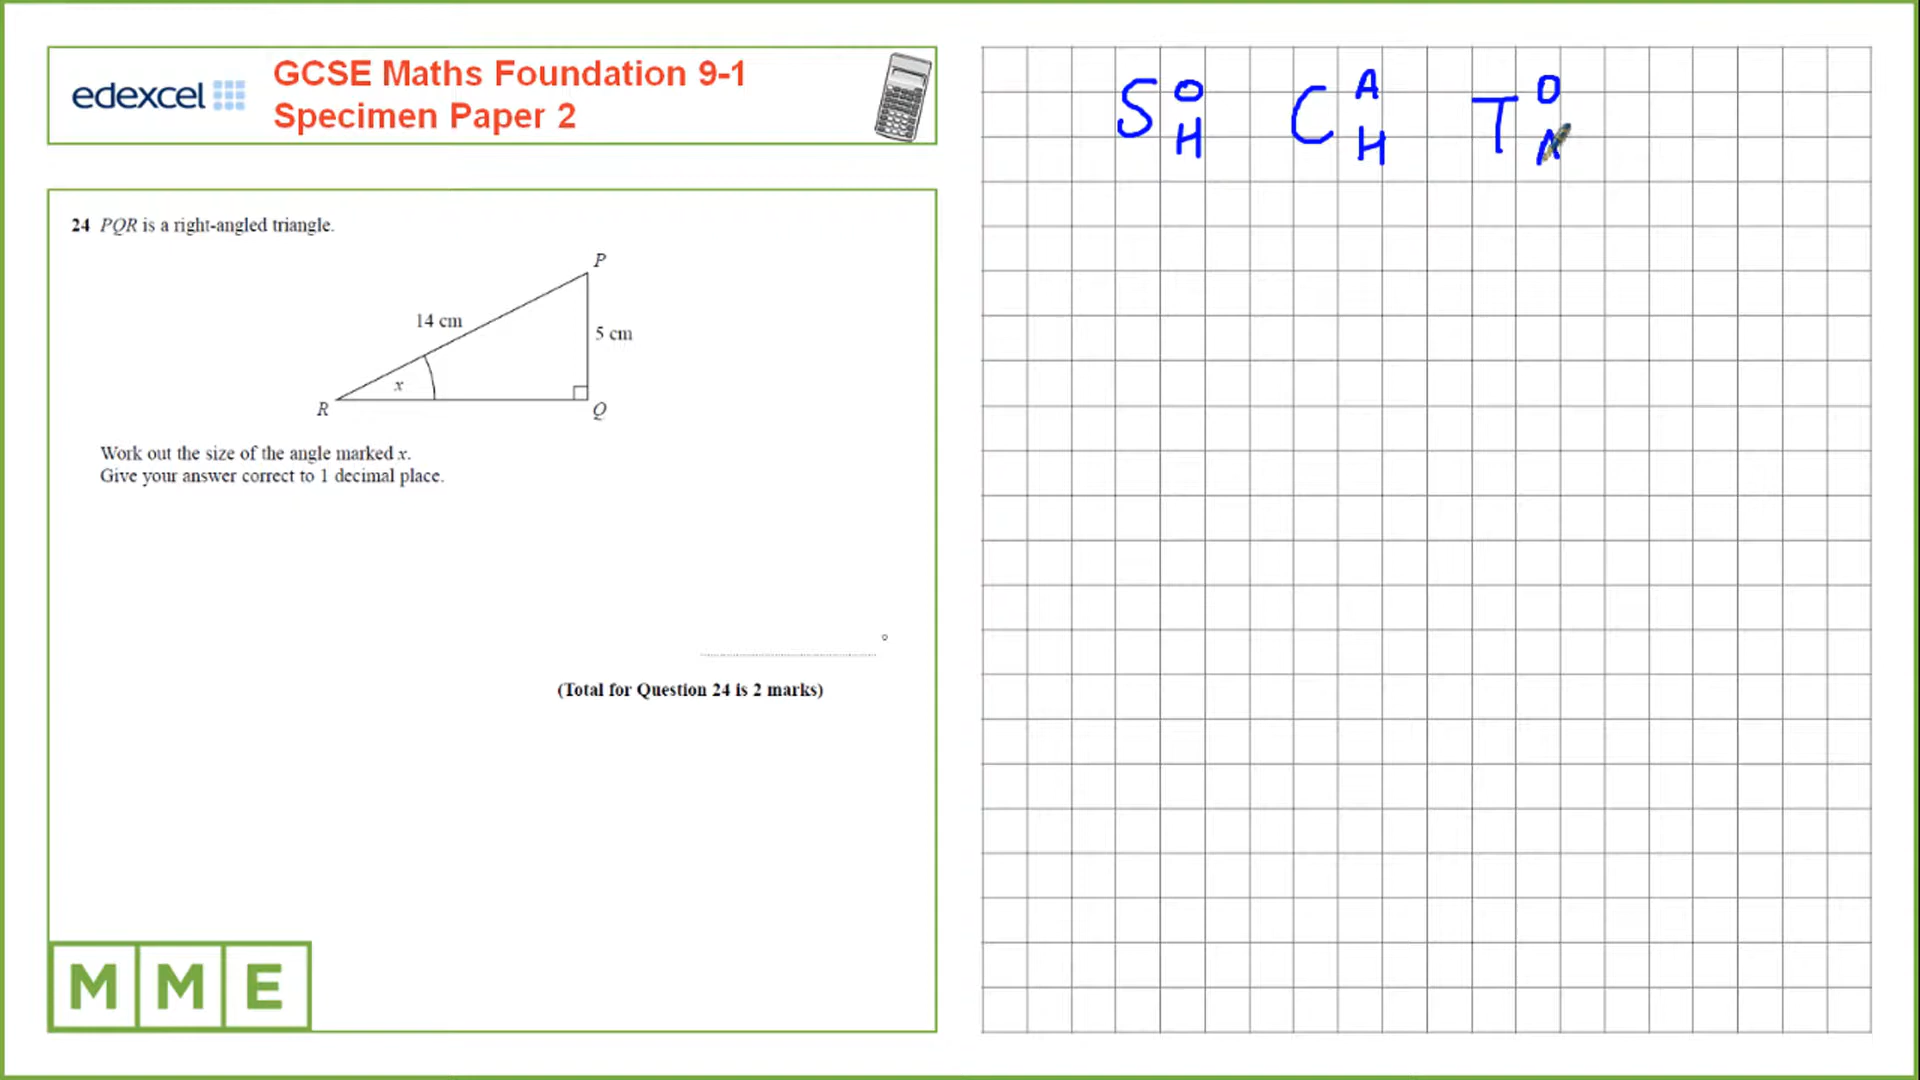 edexcel
GCSE Maths Foundation 9-1
Specimen Paper 2
24 PQR is a right-angled triangle.
P
14 cm
5 cm
x
R
Q
Work out the size of the angle marked x.
Give your answer correct to 1 decimal place.
°
(Total for Question 24 is 2 marks)
MME
S O H C A H T O A